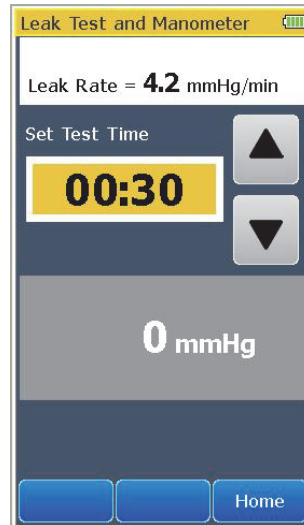 Leak Test and Manometer
Leak Rate = 4.2 mmHg/min
Set Test Time
00:30
0 mmHg
Home